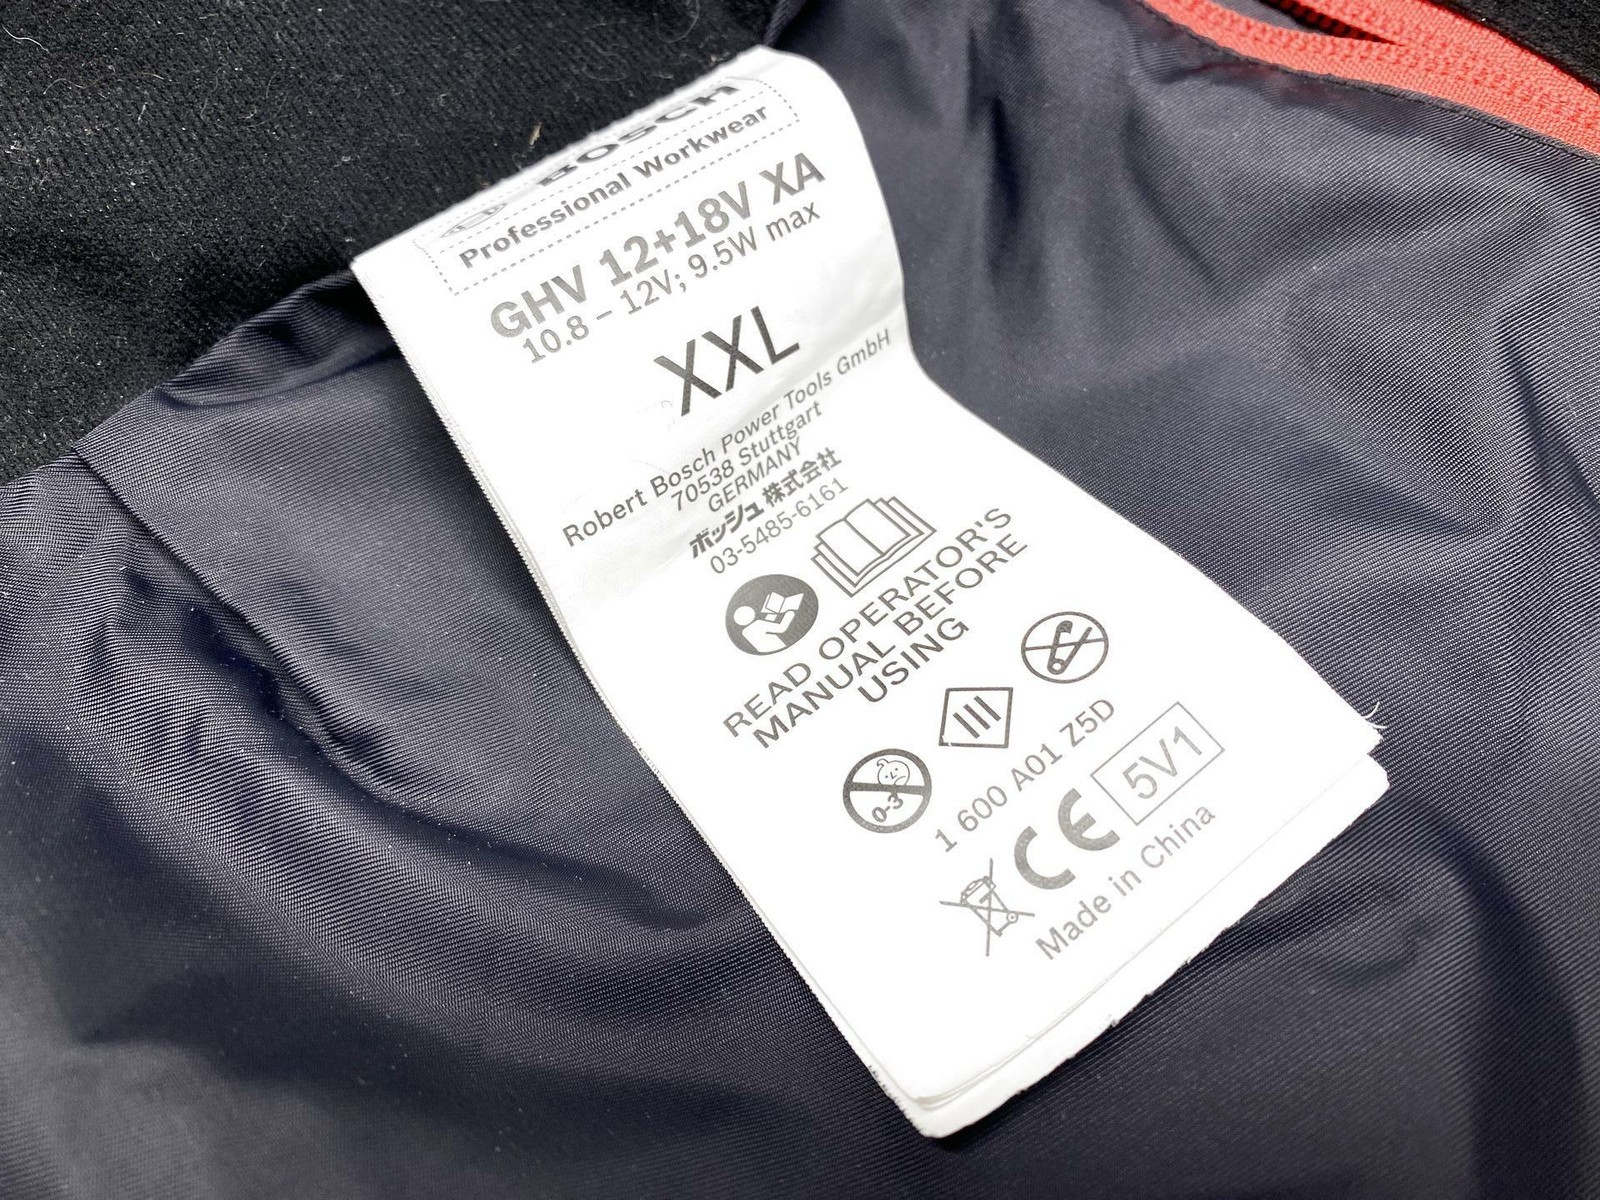 BOSCH
Professional Workwear
GHV 12+18V XA
10.8 – 12V; 9.5W max
XXL
Robert Bosch Power Tools GmbH
70538 Stuttgart
GERMANY
ボッシュ株式会社
03-5485-6161
READ OPERATOR'S
MANUAL BEFORE
USING
0-3
1 600 A01 Z5D
5V1
CE
Made in China